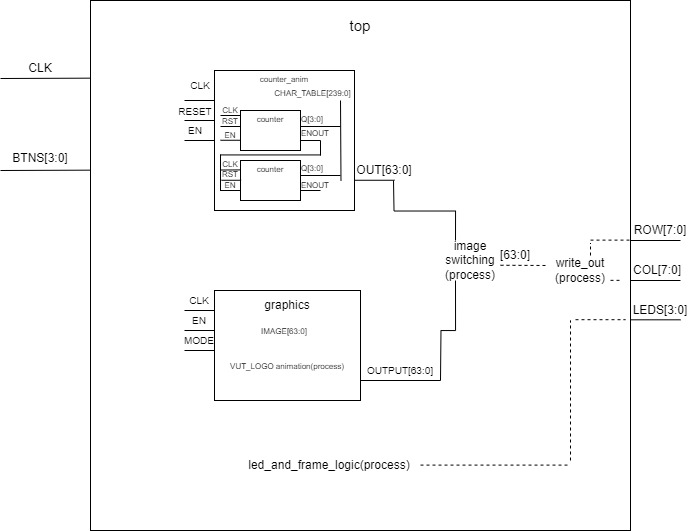 top
CLK
BTNS[3:0]
counter_anim
CHAR_TABLE[239:0]
CLK
RESET
EN
CLK
RST
EN
counter
Q[3:0]
ENOUT
CLK
RST
EN
counter
Q[3:0]
ENOUT
OUT[63:0]
image
switching
(process)
[63:0]
write_out
(process)
ROW[7:0]
COL[7:0]
LEDS[3:0]
CLK
EN
MODE
graphics
IMAGE[63:0]
VUT_LOGO animation(process)
OUTPUT[63:0]
led_and_frame_logic(process)